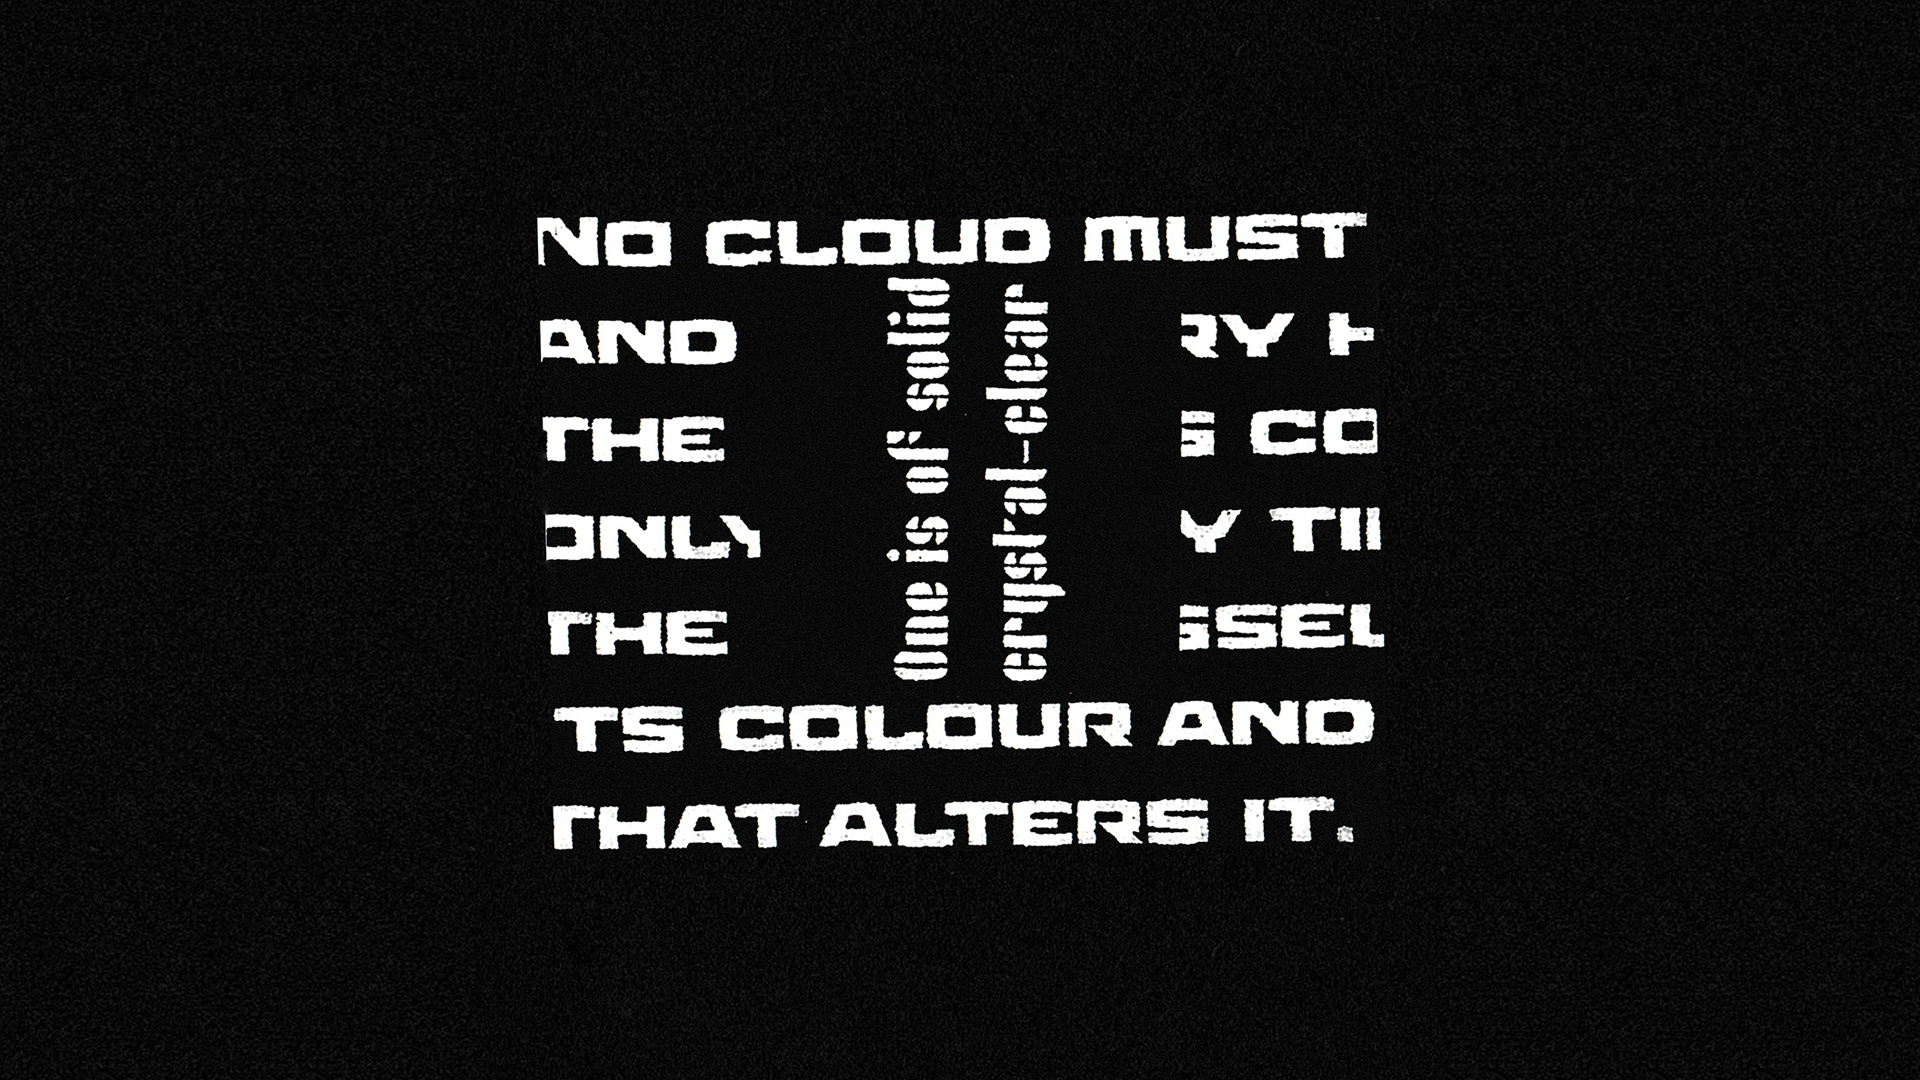 NO CLOUD MUST
AND
THE
ONLY
THE
One is of solid
crystal-clear
RY H
S CO
Y TI
SSEL
TS COLOUR AND
THAT ALTERS IT.